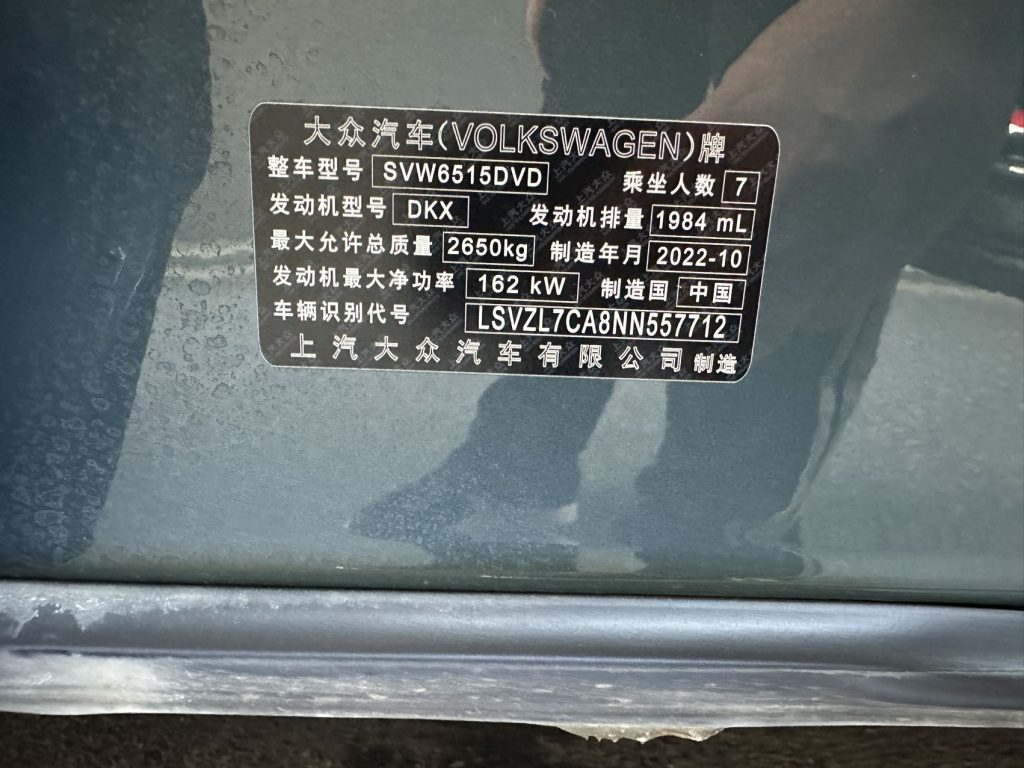 大众汽车(VOLKSWAGEN)牌
整车型号 SVW6515DVD 乘坐人数 7
发动机型号 DKX 发动机排量 1984 mL
最大允许总质量 2650kg 制造年月 2022-10
发动机最大净功率 162 kW 制造国 中国
车辆识别代号 LSVZL7CA8NN557712
上汽大众汽车有限公司 制造